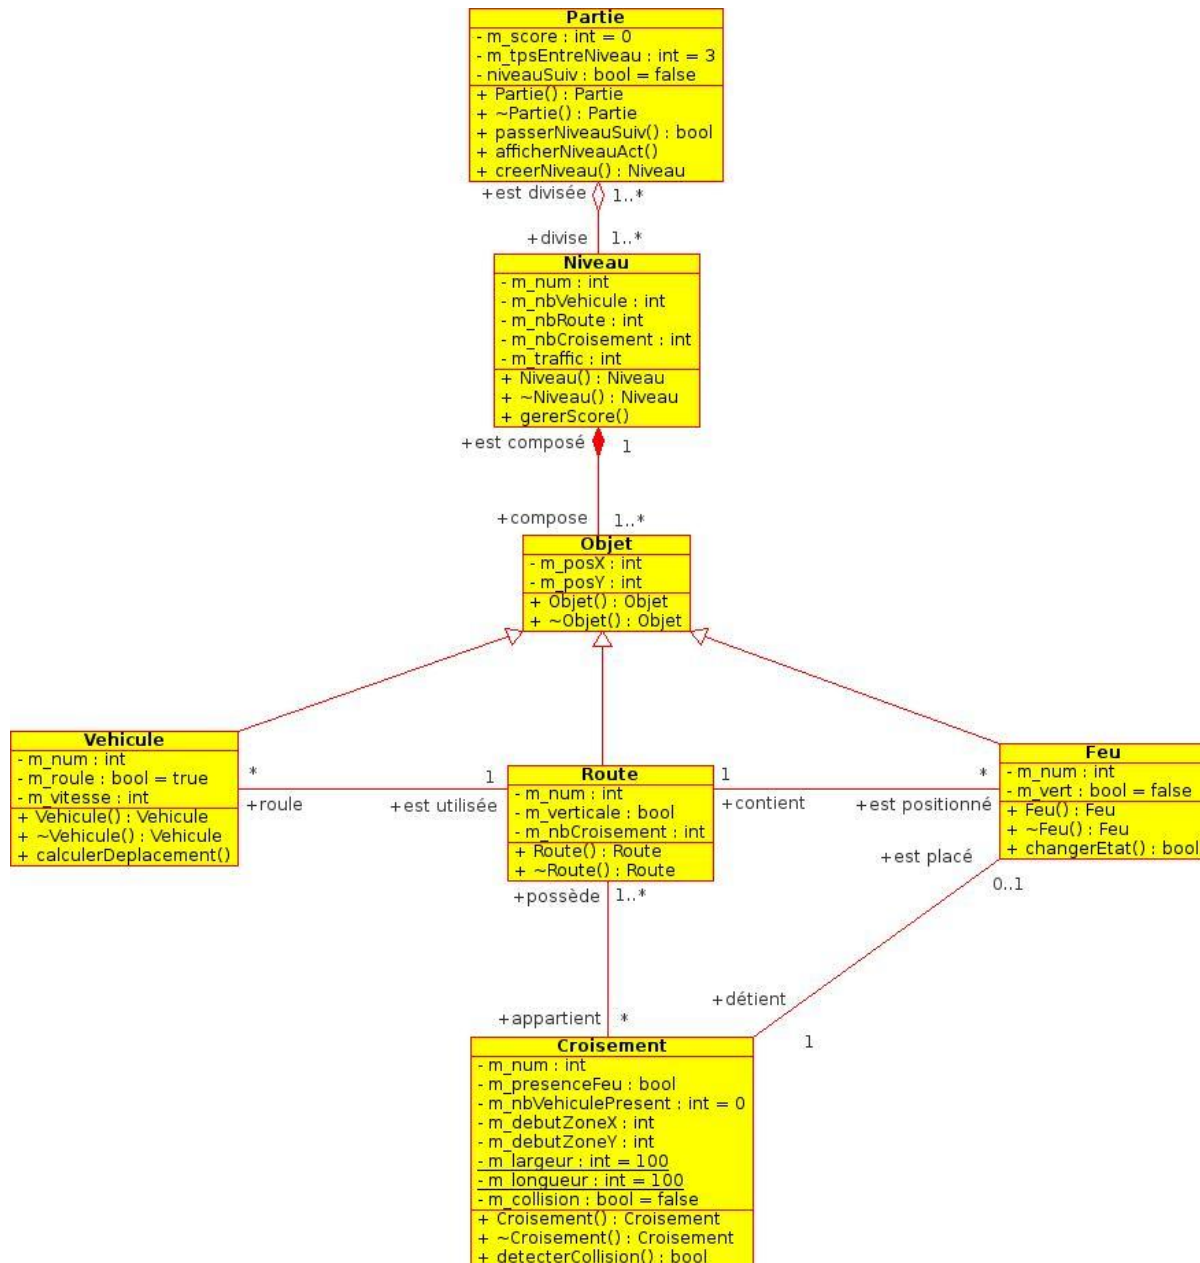 Partie
- m_score : int = 0
- m_tpsEntreNiveau : int = 3
- niveauSuiv : bool = false
+ Partie() : Partie
+ ~Partie() : Partie
+ passerNiveauSuiv() : bool
+ afficherNiveauAct()
+ creerNiveau() : Niveau
+est divisée 1..*
+divise 1..*
Niveau
- m_num : int
- m_nbVehicule : int
- m_nbRoute : int
- m_nbCroisement : int
- m_traffic : int
+ Niveau() : Niveau
+ ~Niveau() : Niveau
+ gererScore()
+est composé 1
+compose 1..*
Objet
- m_posX : int
- m_posY : int
+ Objet() : Objet
+ ~Objet() : Objet
Vehicule
- m_num : int
- m_roule : bool = true
- m_vitesse : int
+ Vehicule() : Vehicule
+ ~Vehicule() : Vehicule
+ calculerDeplacement()
* 1
+roule +est utilisée
Route
- m_num : int
- m_verticale : bool
- m_nbCroisement : int
+ Route() : Route
+ ~Route() : Route
1 *
+contient +est positionné
Feu
- m_num : int
- m_vert : bool = false
+ Feu() : Feu
+ ~Feu() : Feu
+ changerEtat() : bool
+est placé
0..1
+possède 1..*
+détient
1
+appartient *
Croisement
- m_num : int
- m_presenceFeu : bool
- m_nbVehiculePresent : int = 0
- m_debutZoneX : int
- m_debutZoneY : int
- m_largeur : int = 100
- m_longueur : int = 100
- m_collision : bool = false
+ Croisement() : Croisement
+ ~Croisement() : Croisement
+ detecterCollision() : bool